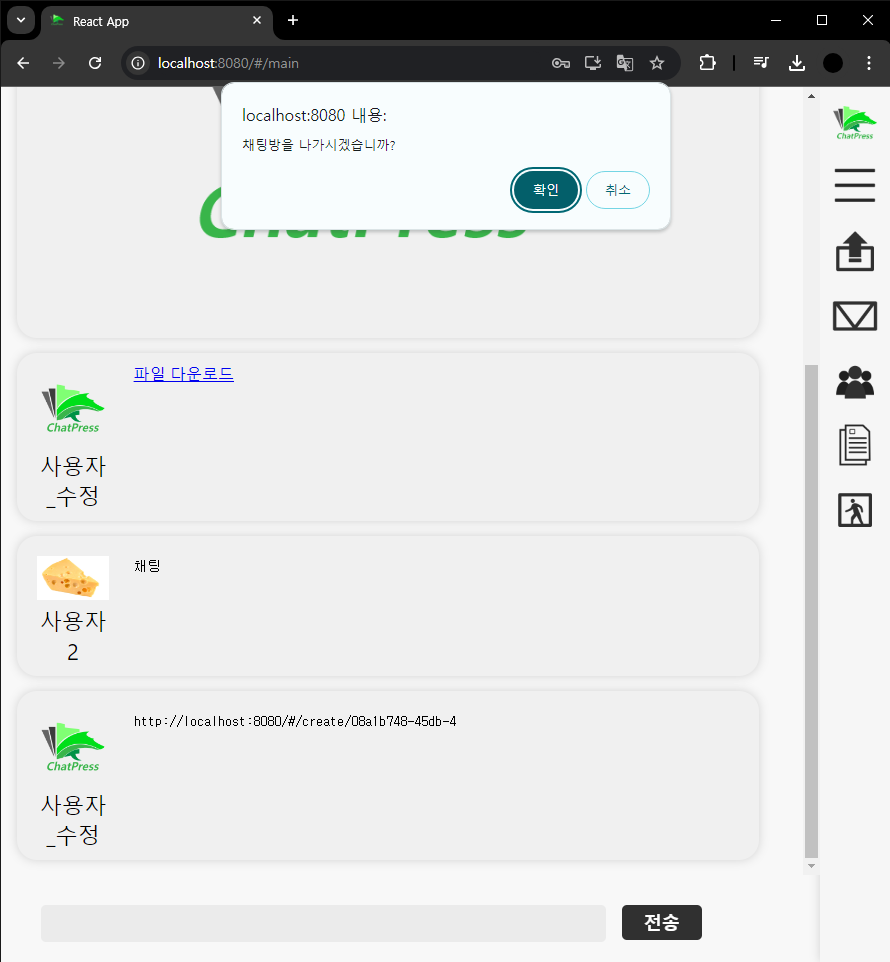 React App
localhost:8080/#/main
localhost:8080 내용:
채팅방을 나가시겠습니까?
확인
취소
ChatPress
ChatPress
파일 다운로드
ChatPress
사용자
_수정
채팅
사용자
2
http://localhost:8080/#/create/08a1b748-45db-4
ChatPress
사용자
_수정
전송